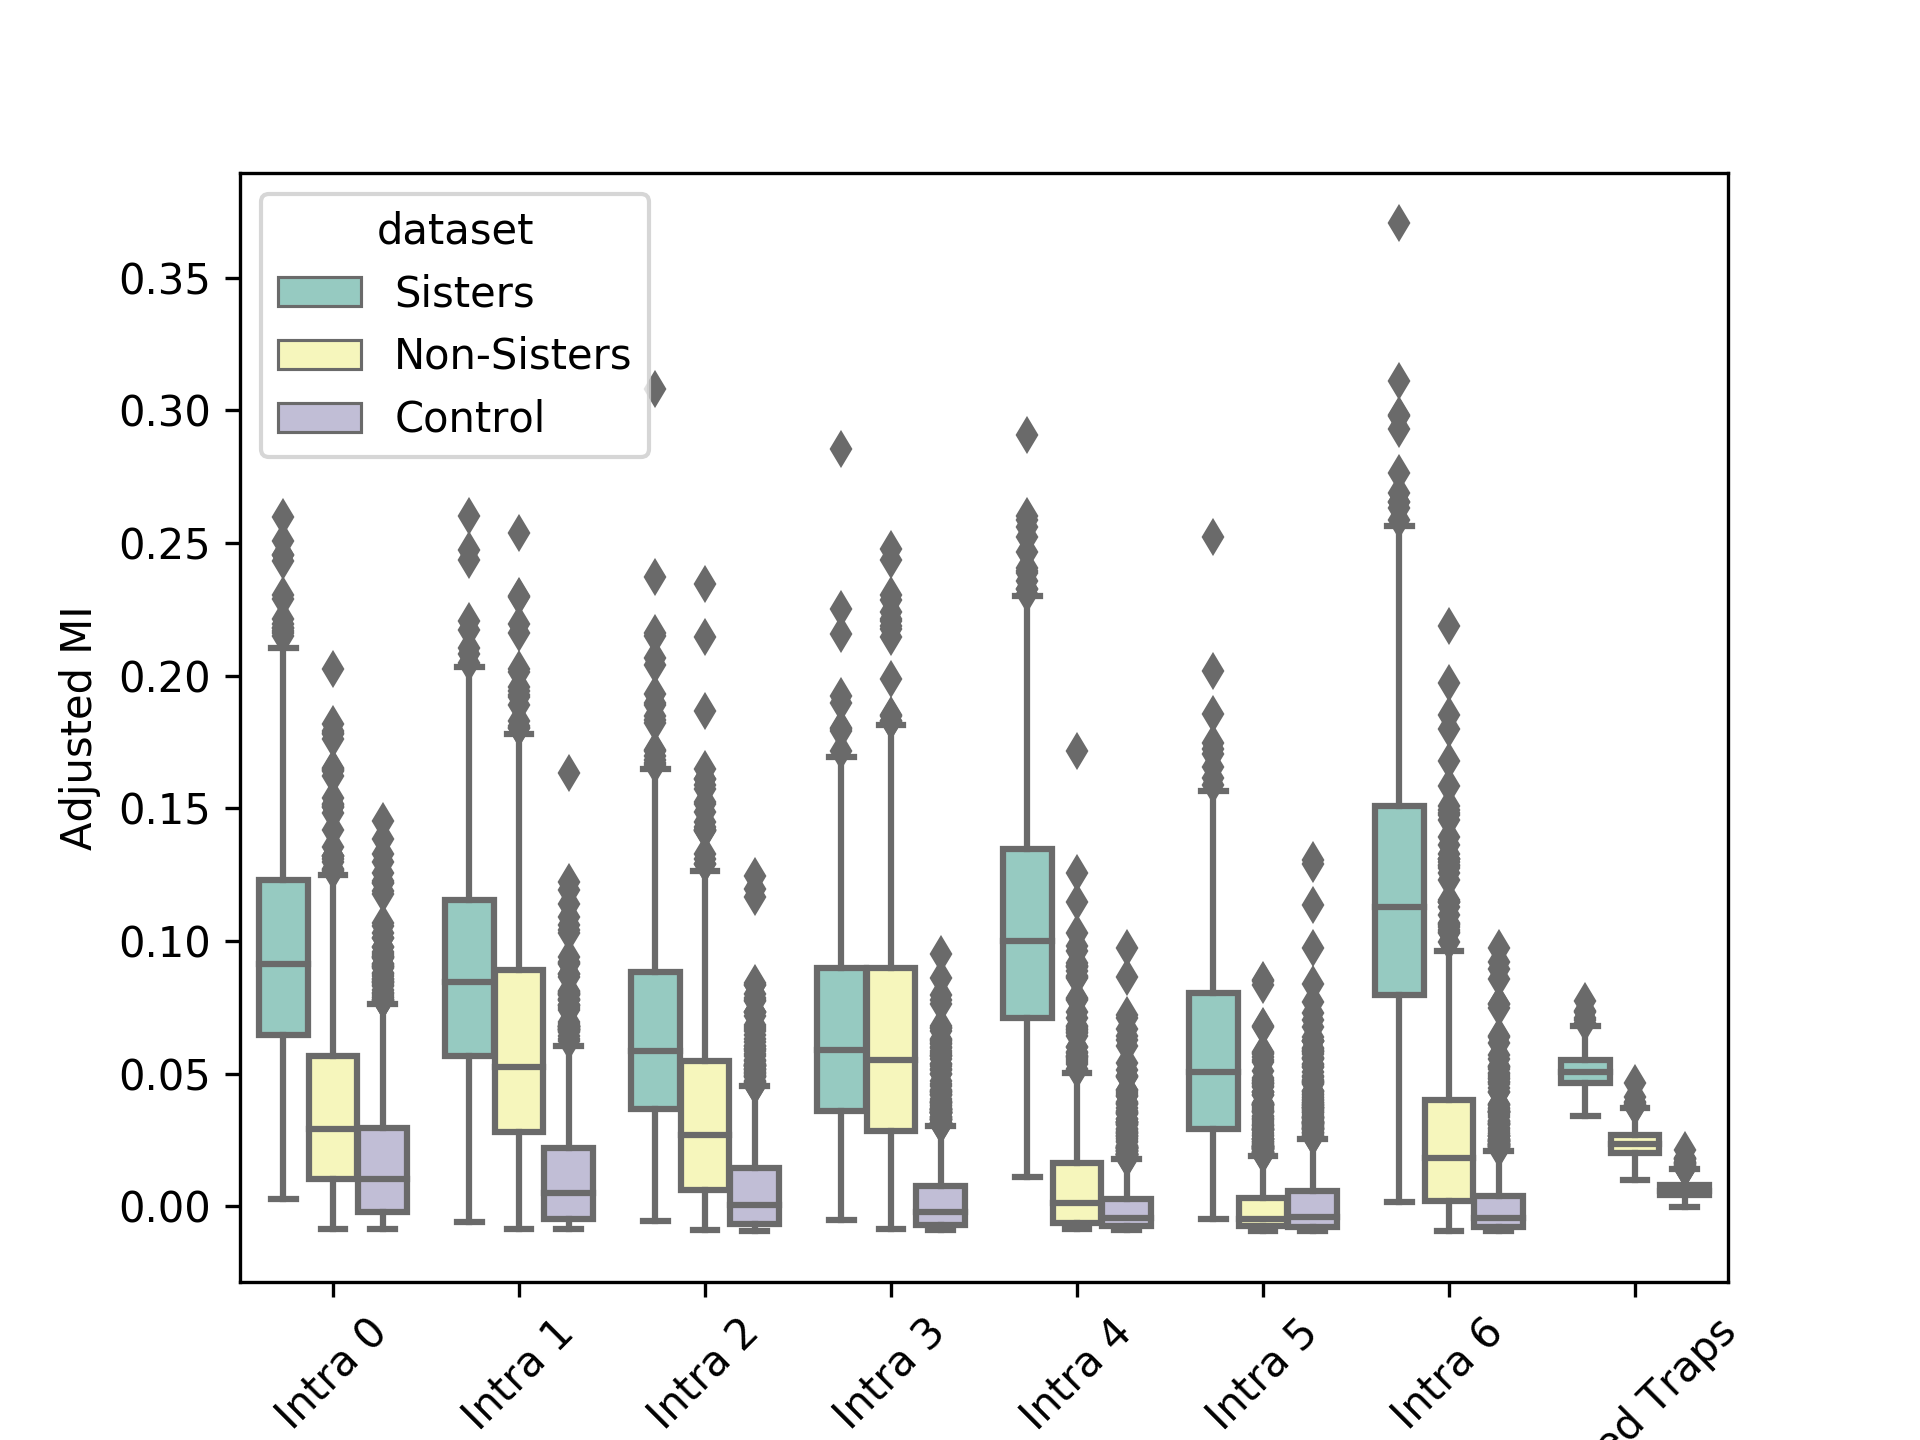 dataset
Sisters
Non-Sisters
Control
Adjusted MI
0.35
0.30
0.25
0.20
0.15
0.10
0.05
0.00
Intra 0
Intra 1
Intra 2
Intra 3
Intra 4
Intra 5
Intra 6
ed Traps